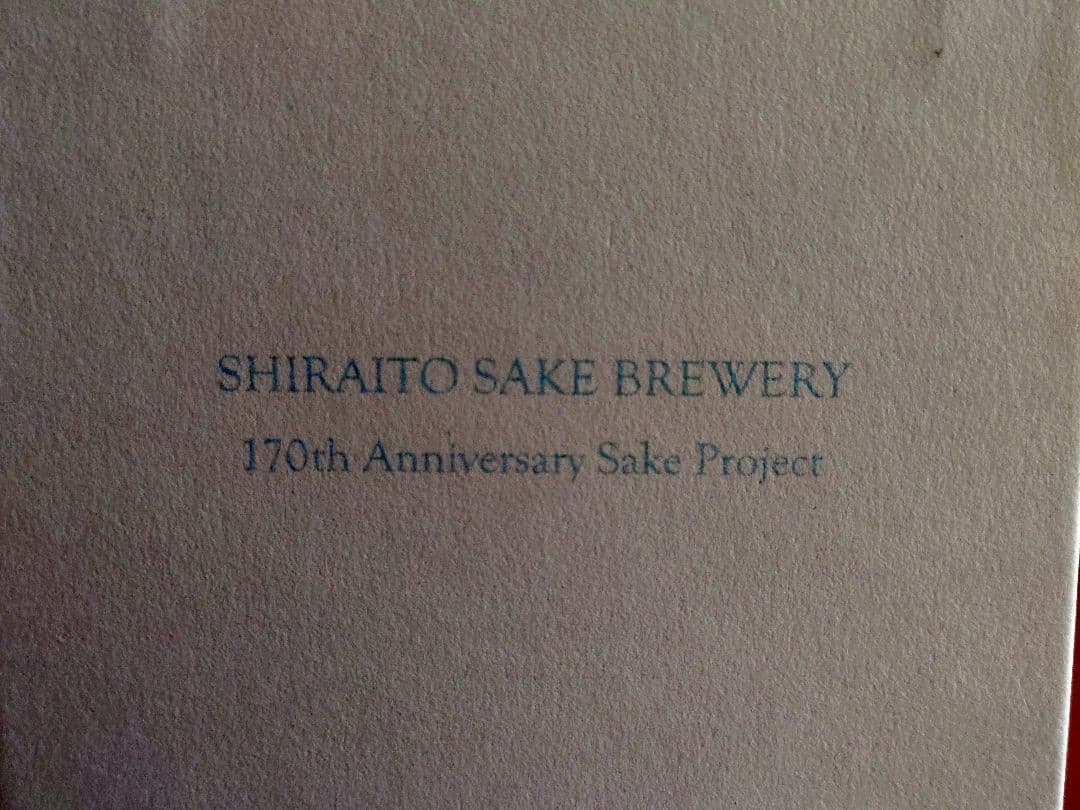 SHIRAITO SAKE BREWERY
170th Anniversary Sake Project